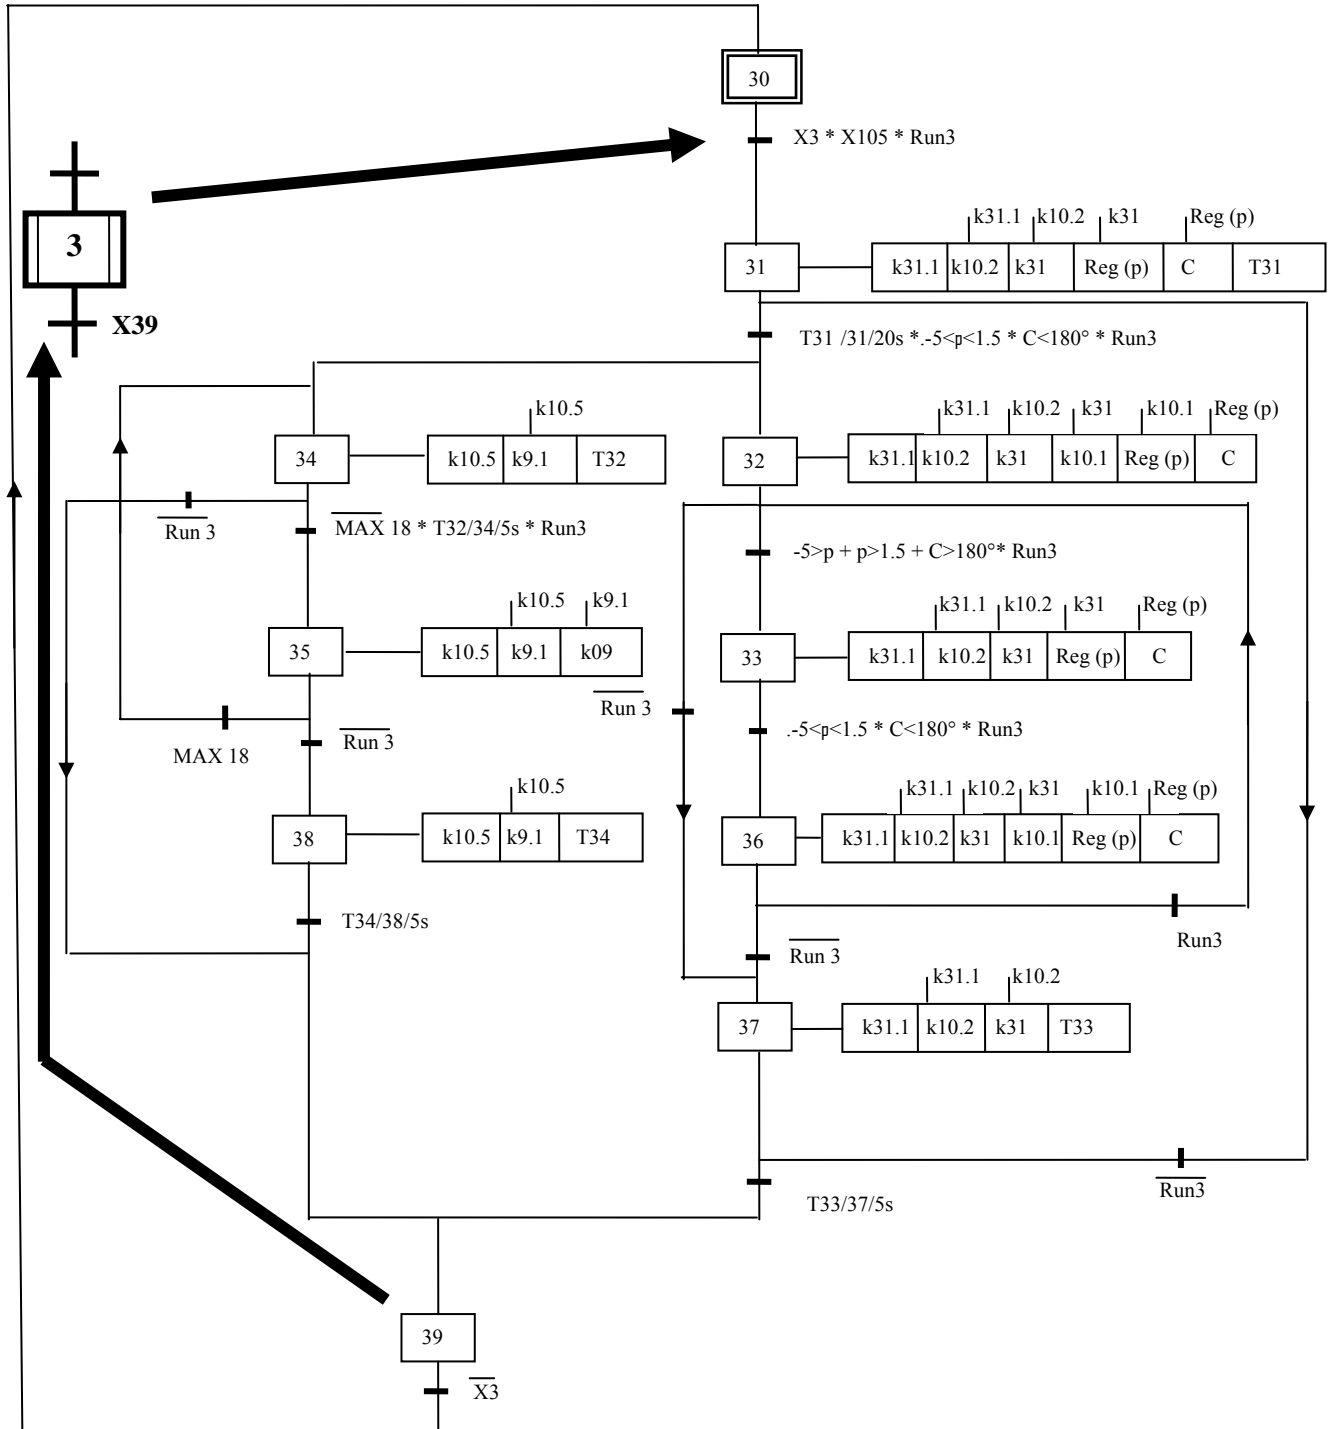 30
X3 * X105 * Run3
3
X39
k31.1 k10.2 k31 Reg (p)
31 k31.1 k10.2 k31 Reg (p) C T31
T31 /31/20s *.-5<p<1.5 * C<180° * Run3
k10.5
34 k10.5 k9.1 T32
k31.1 k10.2 k31 k10.1 Reg (p)
32 k31.1 k10.2 k31 k10.1 Reg (p) C
R̅u̅n̅ ̅3̅
M̅A̅X̅ 18 * T32/34/5s * Run3
-5>p + p>1.5 + C>180°* Run3
k10.5 k9.1
35 k10.5 k9.1 k09
k31.1 k10.2 k31 Reg (p)
33 k31.1 k10.2 k31 Reg (p) C
R̅u̅n̅ ̅3̅
.-5<p<1.5 * C<180° * Run3
MAX 18
R̅u̅n̅ ̅3̅
k10.5
38 k10.5 k9.1 T34
k31.1 k10.2 k31 k10.1 Reg (p)
36 k31.1 k10.2 k31 k10.1 Reg (p) C
T34/38/5s
Run3
R̅u̅n̅ ̅3̅
k31.1 k10.2
37 k31.1 k10.2 k31 T33
R̅u̅n̅3̅
T33/37/5s
39
X̅3̅